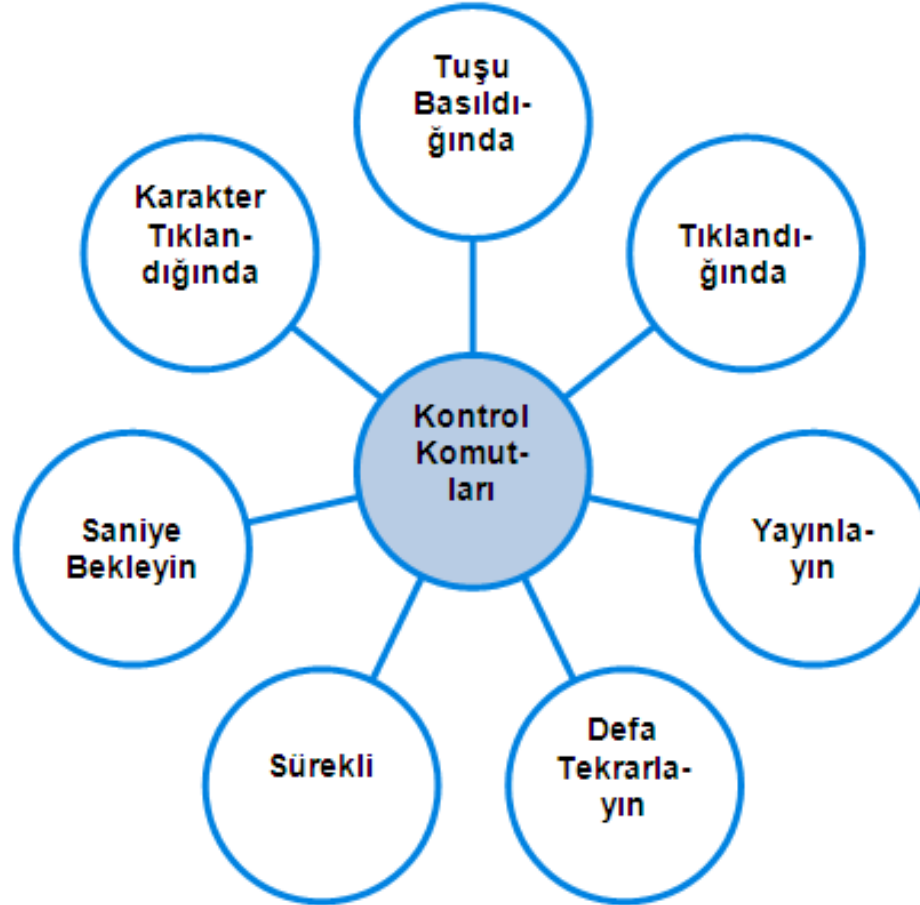 Tuşu
Basıldı-
ğında
Karakter
Tıklan-
dığında
Tıklandı-
ğında
Kontrol
Komut-
ları
Saniye
Bekleyin
Yayınla-
yın
Sürekli
Defa
Tekrarla-
yın